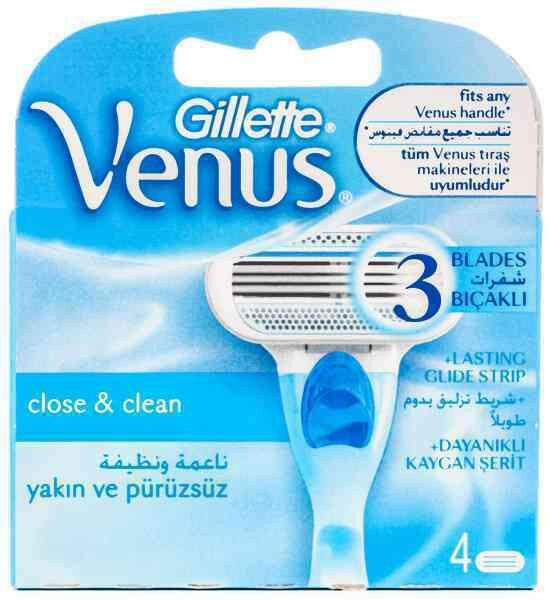 Gillette®
Venus®
fits any
Venus handle*
تناسب جميع مقابض فينوس*
tüm Venus tıraş
makineleri ile
uyumludur*
3
BLADES
شفرات
BIÇAKLI
+LASTING
GLIDE STRIP
+شريط تزليق يدوم
طويلاً
+DAYANIKLI
KAYGAN ŞERİT
close & clean
ناعمة ونظيفة
yakın ve pürüzsüz
4